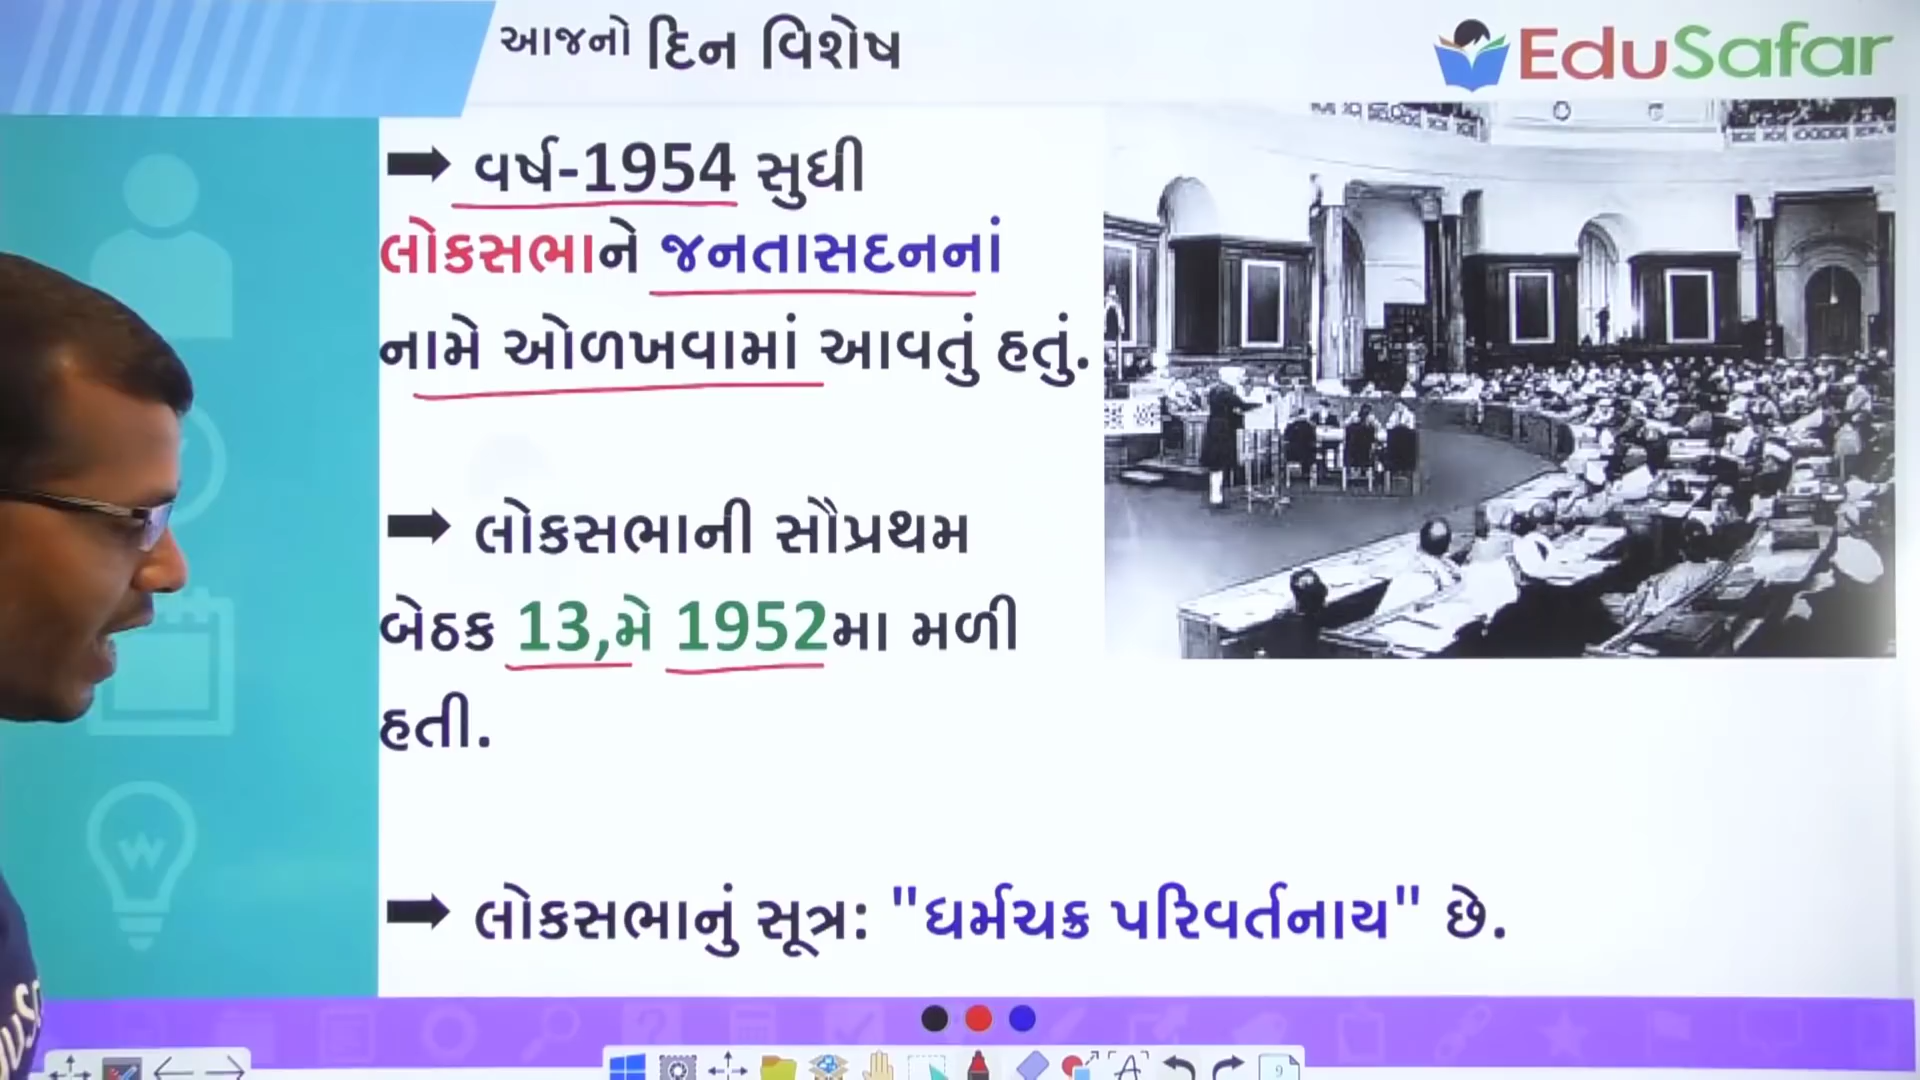 આજનો દિન વિશેષ
EduSafar
➡ વર્ષ-1954 સુધી
લોકસભાને જનતાસદનનાં
નામે ઓળખવામાં આવતું હતું.
➡ લોકસભાની સૌપ્રથમ
બેઠક 13,મે 1952મા મળી
હતી.
➡ લોકસભાનું સૂત્ર: "ધર્મચક્ર પરિવર્તનાય" છે.
9